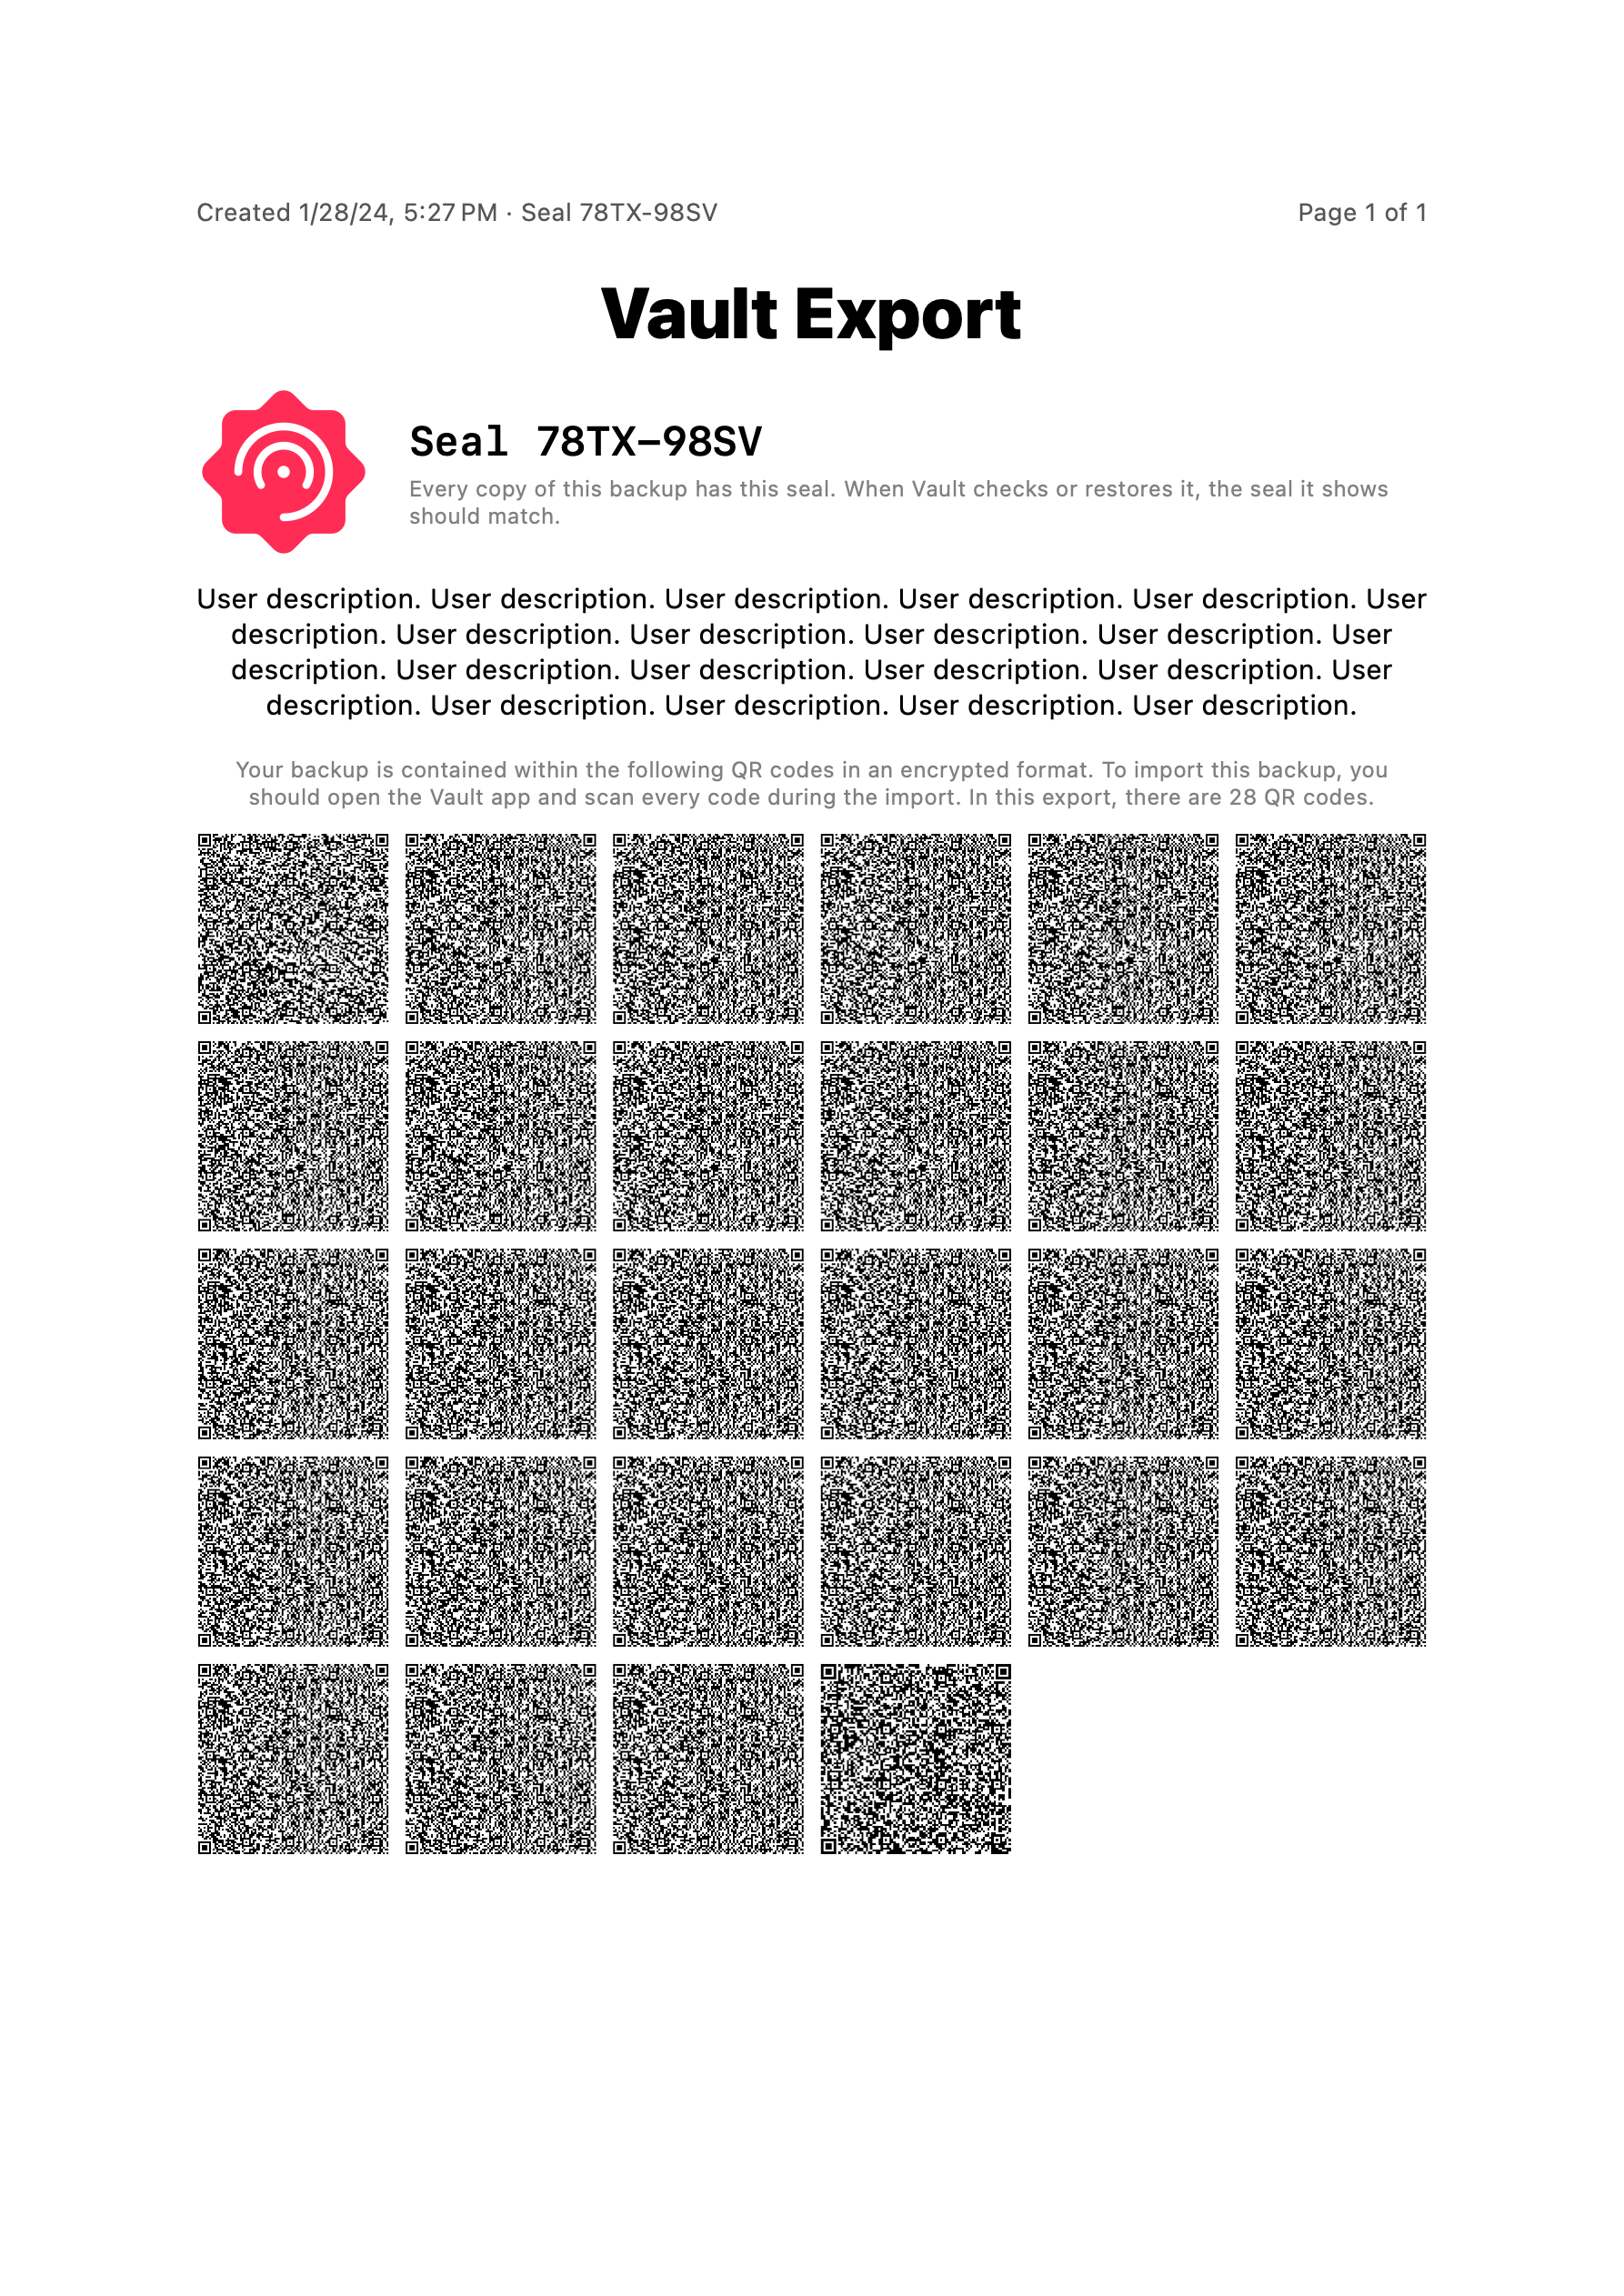 Created 1/28/24, 5:27 PM · Seal 78TX-98SV
Page 1 of 1
Vault Export
Seal 78TX-98SV
Every copy of this backup has this seal. When Vault checks or restores it, the seal it shows
should match.
User description. User description. User description. User description. User description. User
description. User description. User description. User description. User description. User
description. User description. User description. User description. User description. User
description. User description. User description. User description. User description.
Your backup is contained within the following QR codes in an encrypted format. To import this backup, you
should open the Vault app and scan every code during the import. In this export, there are 28 QR codes.